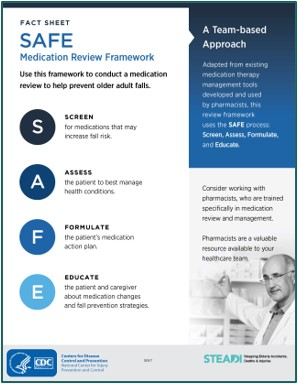 FACT SHEET
SAFE
Medication Review Framework
Use this framework to conduct a medication
review to help prevent older adult falls.
S
SCREEN
for medications that may
increase fall risk.
A
ASSESS
the patient to best manage
health conditions.
F
FORMULATE
the patient's medication
action plan.
E
EDUCATE
the patient and caregiver
about medication changes
and fall prevention strategies.
A Team-based
Approach
Adapted from existing
medication therapy
management tools
developed and used
by pharmacists, this
review framework
uses the SAFE process:
Screen, Assess, Formulate,
and Educate.
Consider working with
pharmacists, who are trained
specifically in medication
review and management.
Pharmacists are a valuable
resource available to your
healthcare team.
CDC
Centers for Disease
Control and Prevention
National Center for Injury
Prevention and Control
STEADI
Stopping Elderly Accidents,
Deaths & Injuries